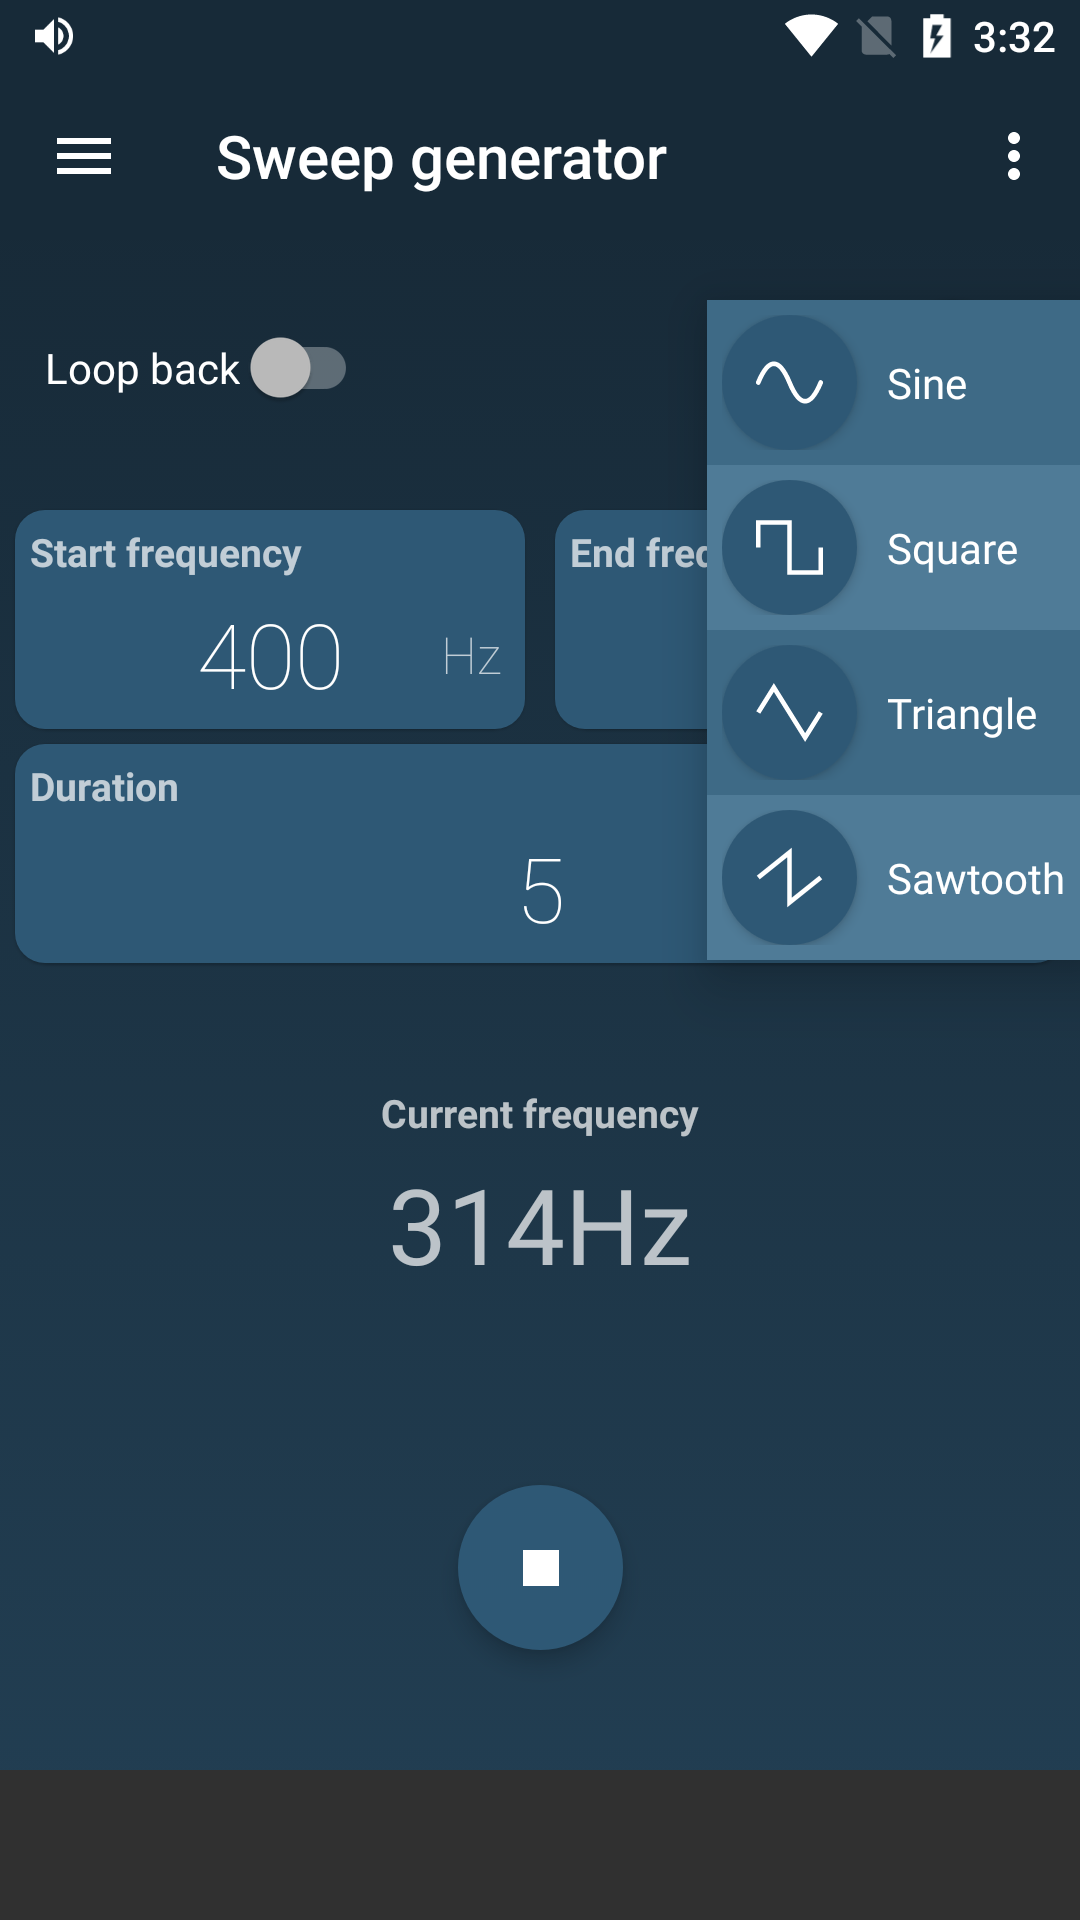 3:32
Sweep generator
Loop back
Sine
Square
Triangle
Sawtooth
Start frequency
400 Hz
End
Duration
5
Current frequency
314Hz